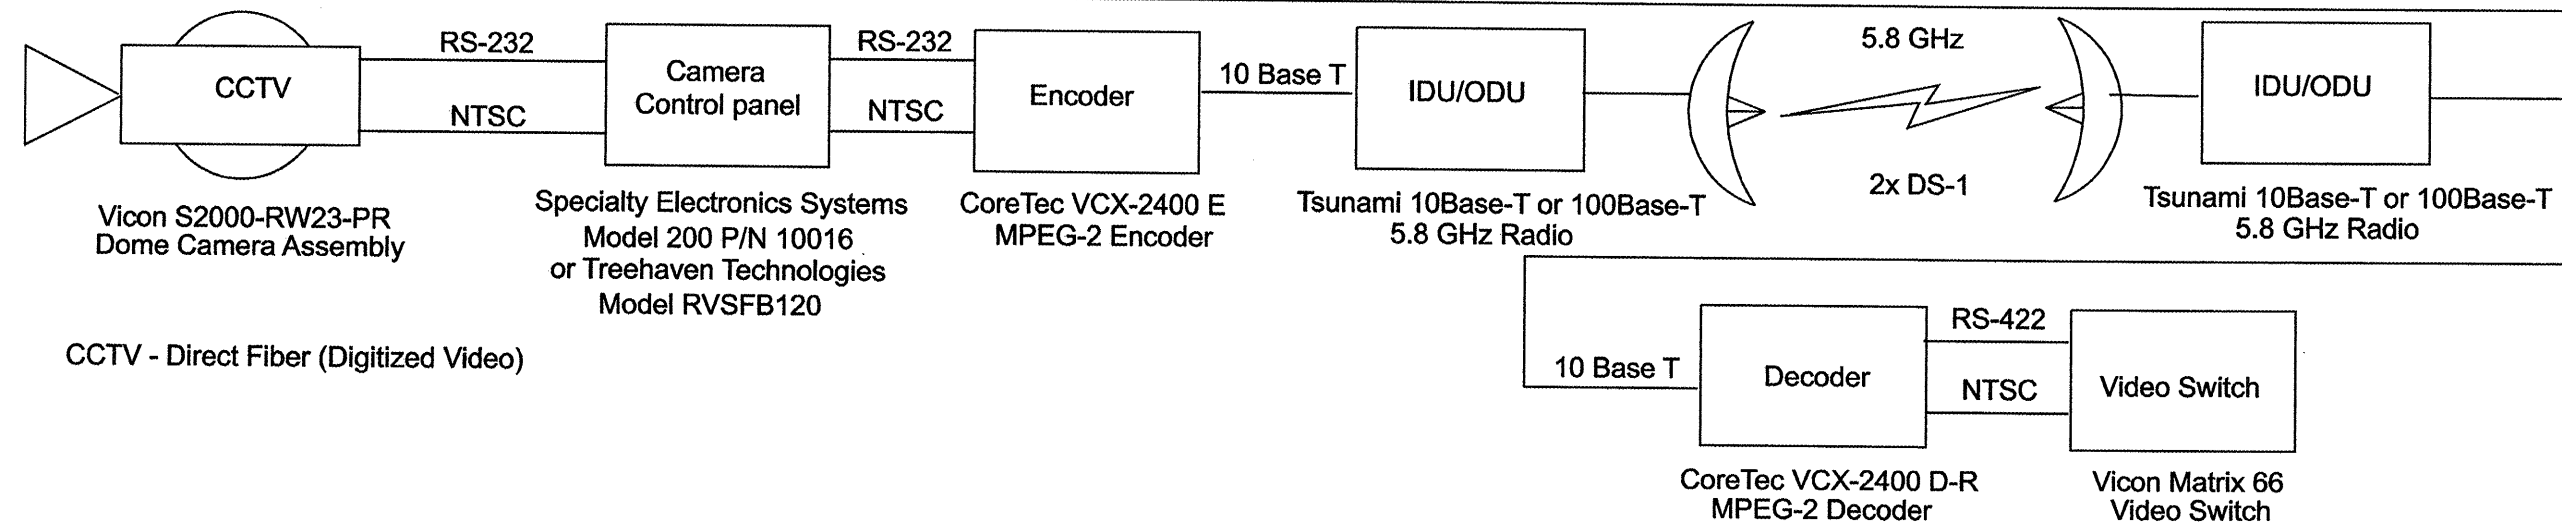 CCTV
RS-232
NTSC
Camera
Control panel
RS-232
NTSC
Encoder
10 Base T
IDU/ODU
5.8 GHz
2x DS-1
IDU/ODU
Vicon S2000-RW23-PR
Dome Camera Assembly
Specialty Electronics Systems
Model 200 P/N 10016
or Treehaven Technologies
Model RVSFB120
CoreTec VCX-2400 E
MPEG-2 Encoder
Tsunami 10Base-T or 100Base-T
5.8 GHz Radio
Tsunami 10Base-T or 100Base-T
5.8 GHz Radio
CCTV - Direct Fiber (Digitized Video)
10 Base T
Decoder
RS-422
NTSC
Video Switch
CoreTec VCX-2400 D-R
MPEG-2 Decoder
Vicon Matrix 66
Video Switch